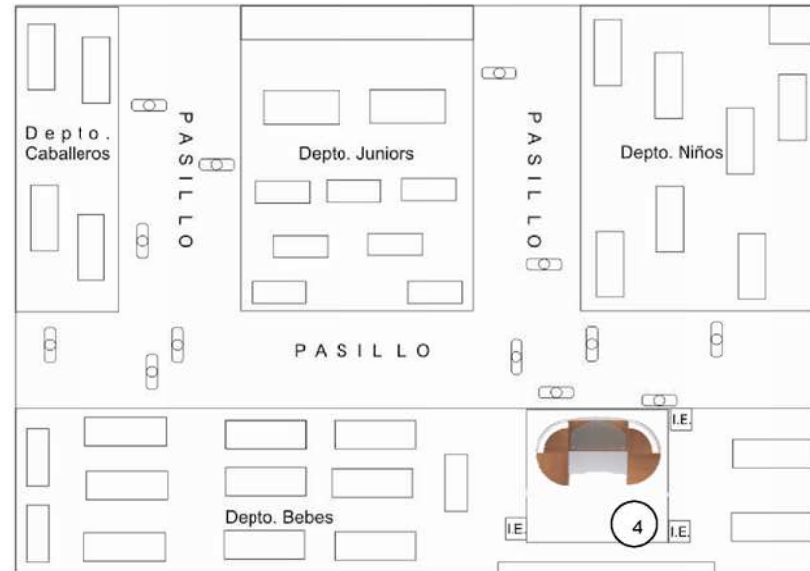 Depto.
Caballeros
PASILLO
Depto. Juniors
PASILLO
Depto. Niños
PASILLO
I.E.
Depto. Bebes
I.E.
4
I.E.